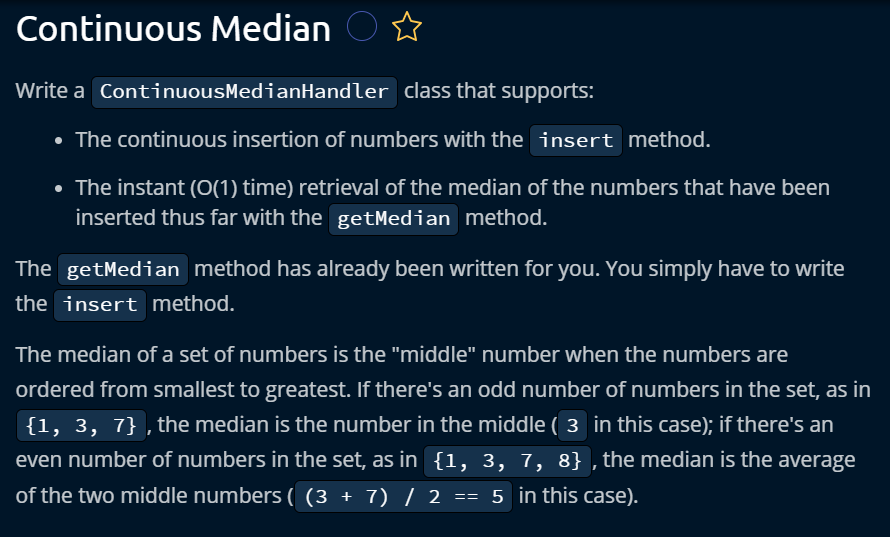 Continuous Median
Write a ContinuousMedianHandler class that supports:
• The continuous insertion of numbers with the insert method.
• The instant (O(1) time) retrieval of the median of the numbers that have been
inserted thus far with the getMedian method.
The getMedian method has already been written for you. You simply have to write
the insert method.
The median of a set of numbers is the "middle" number when the numbers are
ordered from smallest to greatest. If there's an odd number of numbers in the set, as in
{1, 3, 7} , the median is the number in the middle ( 3 in this case); if there's an
even number of numbers in the set, as in {1, 3, 7, 8} , the median is the average
of the two middle numbers ( (3 + 7) / 2 == 5 in this case).